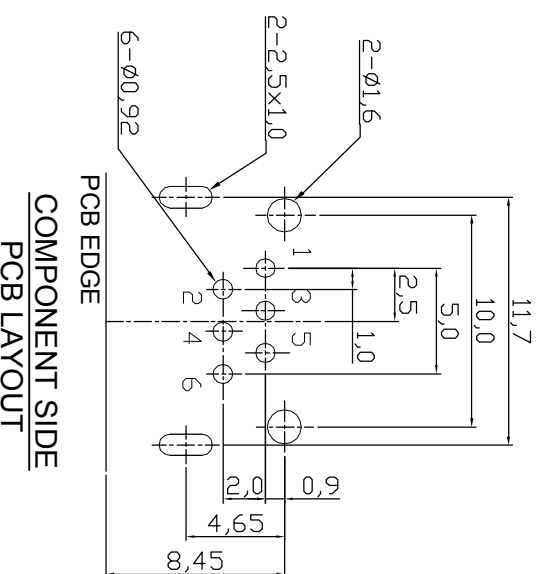 2-Ø1,6
2-2,5x1,0
6-Ø0,92
11,7
10,0
5,0
2,5
1,0
1
3
5
2
4
6
0,9
2,0
4,65
8,45
PCB EDGE
COMPONENT SIDE
PCB LAYOUT